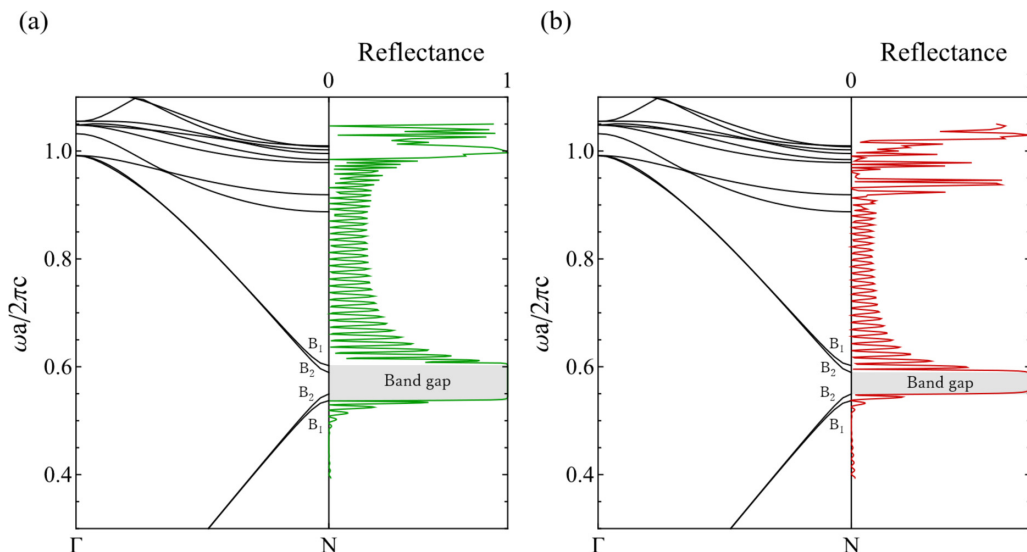 (a)
Reflectance
0 1
ωa/2πc
1.0
0.8
0.6
0.4
B1
B2
B2
B1
Band gap
Γ N
(b)
Reflectance
0
ωa/2πc
1.0
0.8
0.6
0.4
B1
B2
B2
B1
Band gap
Γ N